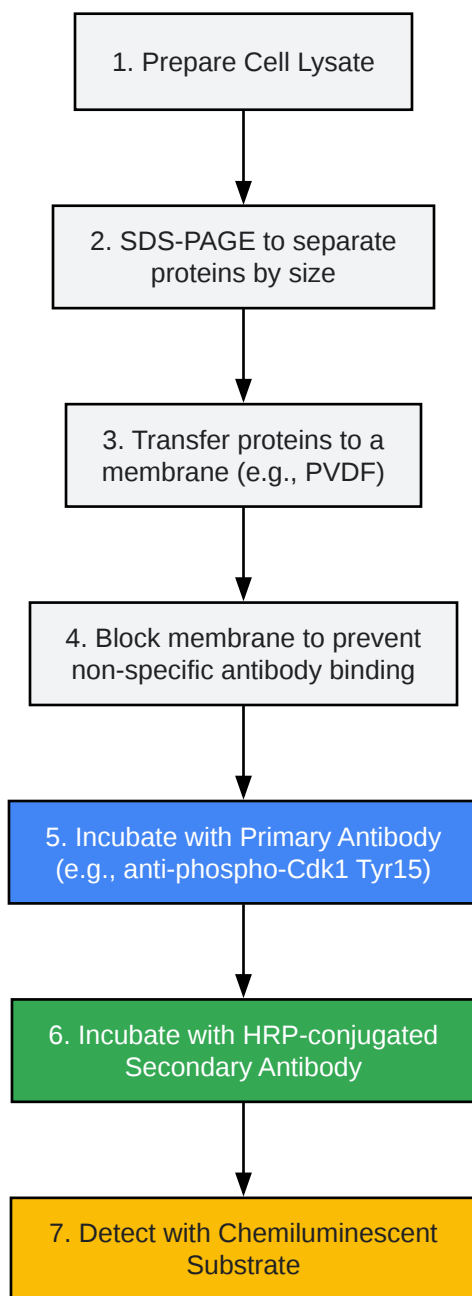 1. Prepare Cell Lysate
2. SDS-PAGE to separate
proteins by size
3. Transfer proteins to a
membrane (e.g., PVDF)
4. Block membrane to prevent
non-specific antibody binding
5. Incubate with Primary Antibody
(e.g., anti-phospho-Cdk1 Tyr15)
6. Incubate with HRP-conjugated
Secondary Antibody
7. Detect with Chemiluminescent
Substrate